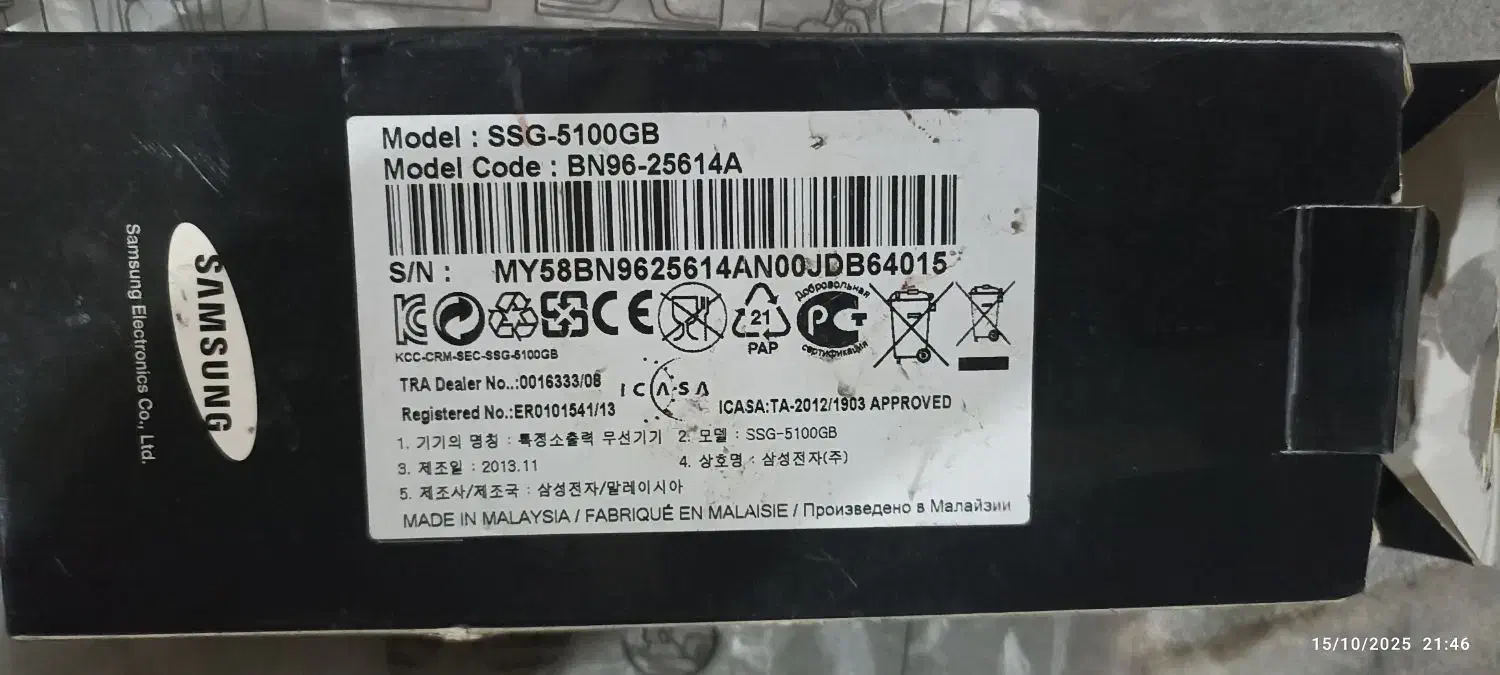 Model : SSG-5100GB
Model Code : BN96-25614A
S/N : MY58BN9625614AN00JDB64015
CE
21
PAP
Добровольная
РСТ
сертификация
KCC-CRM-SEC-SSG-5100GB
TRA Dealer No..:0016333/08
ICASA
Registered No.:ER0101541/13
ICASA:TA-2012/1903 APPROVED
1. 기기의 명칭 : 특정소출력 무선기기 2. 모델 : SSG-5100GB
3. 제조일 : 2013.11 4. 상호명 : 삼성전자(주)
5. 제조사/제조국 : 삼성전자/말레이시아
MADE IN MALAYSIA / FABRIQUÉ EN MALAISIE / Произведено в Малайзии
SAMSUNG
Samsung Electronics Co., Ltd.
15/10/2025 21:46